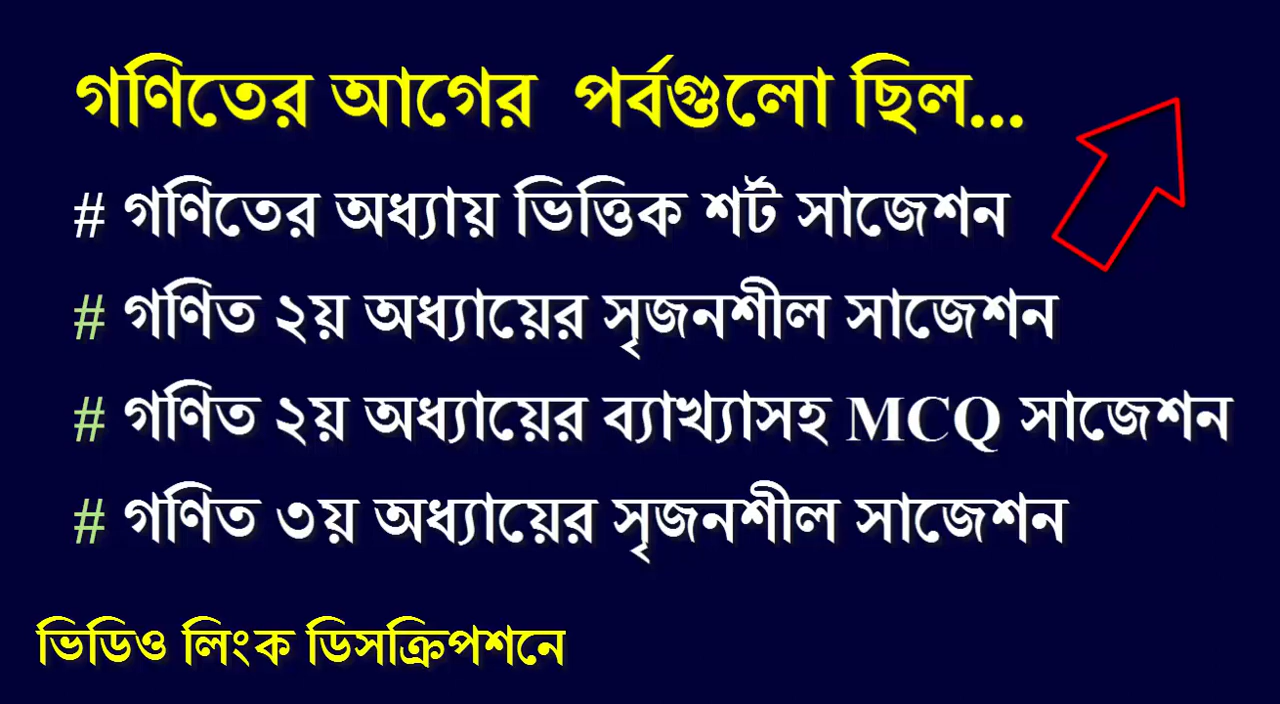 গণিতের আগের পর্বগুলো ছিল...
# গণিতের অধ্যায় ভিত্তিক শর্ট সাজেশন
# গণিত ২য় অধ্যায়ের সৃজনশীল সাজেশন
# গণিত ২য় অধ্যায়ের ব্যাখ্যাসহ MCQ সাজেশন
# গণিত ৩য় অধ্যায়ের সৃজনশীল সাজেশন
ভিডিও লিংক ডিসক্রিপশনে